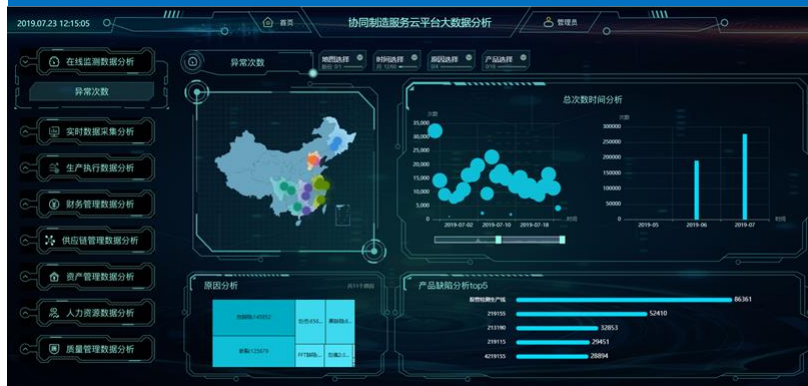 2019.07.23 12:15:05
首页
协同制造服务云平台大数据分析
管理员
在线监测数据分析
异常次数
实时数据采集分析
生产执行数据分析
财务管理数据分析
供应链管理数据分析
资产管理数据分析
人力资源数据分析
质量管理数据分析
异常次数
地图选择
时间选择
原因选择
产品选择
总次数时间分析
次数
35,000
30,000
25,000
20,000
15,000
10,000
5,000
0
2019-07-02 2019-07-10 2019-07-18
时间
次数
300000
250000
200000
150000
100000
50000
0
2019-05 2019-06 2019-07
时间
原因分析
产品缺陷分析top5
86361
219155 52410
213190 32853
219115 29451
4219155 28894